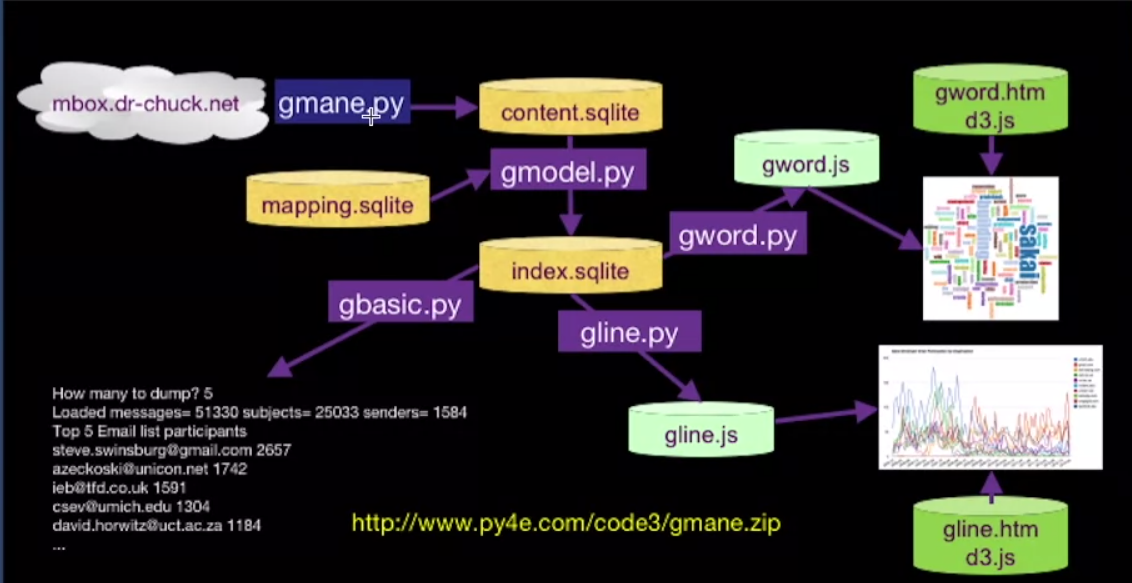 mbox.dr-chuck.net
gmane.py
content.sqlite
gword.htm
d3.js
gmodel.py
gword.js
mapping.sqlite
gword.py
sakai
index.sqlite
gbasic.py
gline.py
How many to dump? 5
Loaded messages= 51330 subjects= 25033 senders= 1584
Top 5 Email list participants
steve.swinsburg@gmail.com 2657
azeckoski@unicon.net 1742
ieb@tfd.co.uk 1591
csev@umich.edu 1304
david.horwitz@uct.ac.za 1184
...
gline.js
http://www.py4e.com/code3/gmane.zip
gline.htm
d3.js